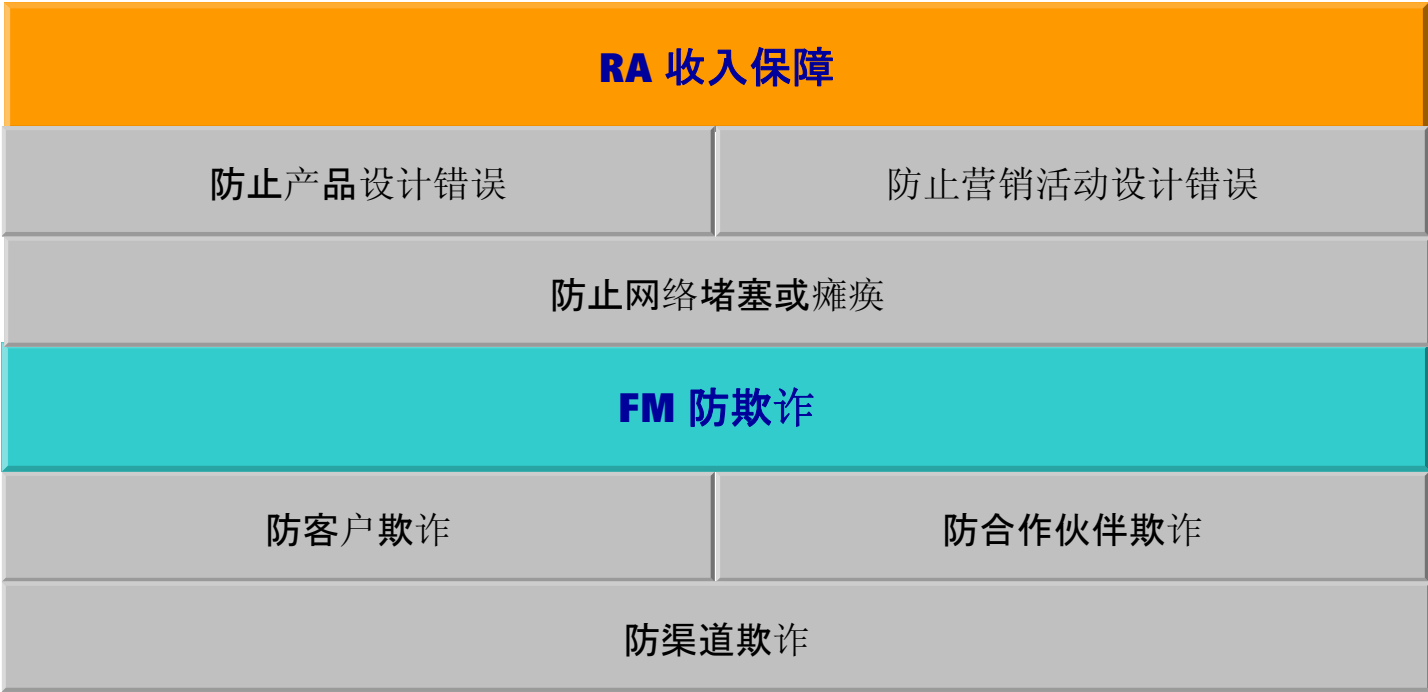 RA 收入保障
防止产品设计错误
防止营销活动设计错误
防止网络堵塞或瘫痪
FM 防欺诈
防客户欺诈
防合作伙伴欺诈
防渠道欺诈